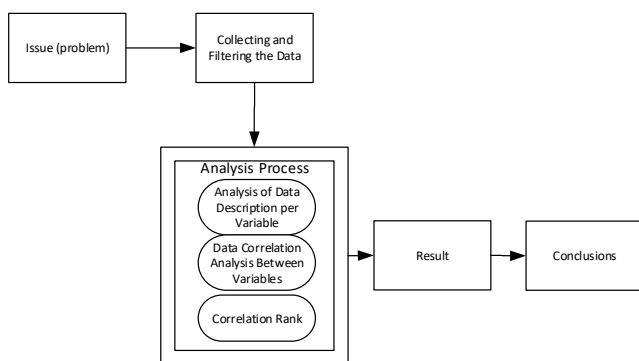 Issue (problem)
Collecting and
Filtering the Data
Analysis Process
Analysis of Data
Description per
Variable
Data Correlation
Analysis Between
Variables
Correlation Rank
Result
Conclusions